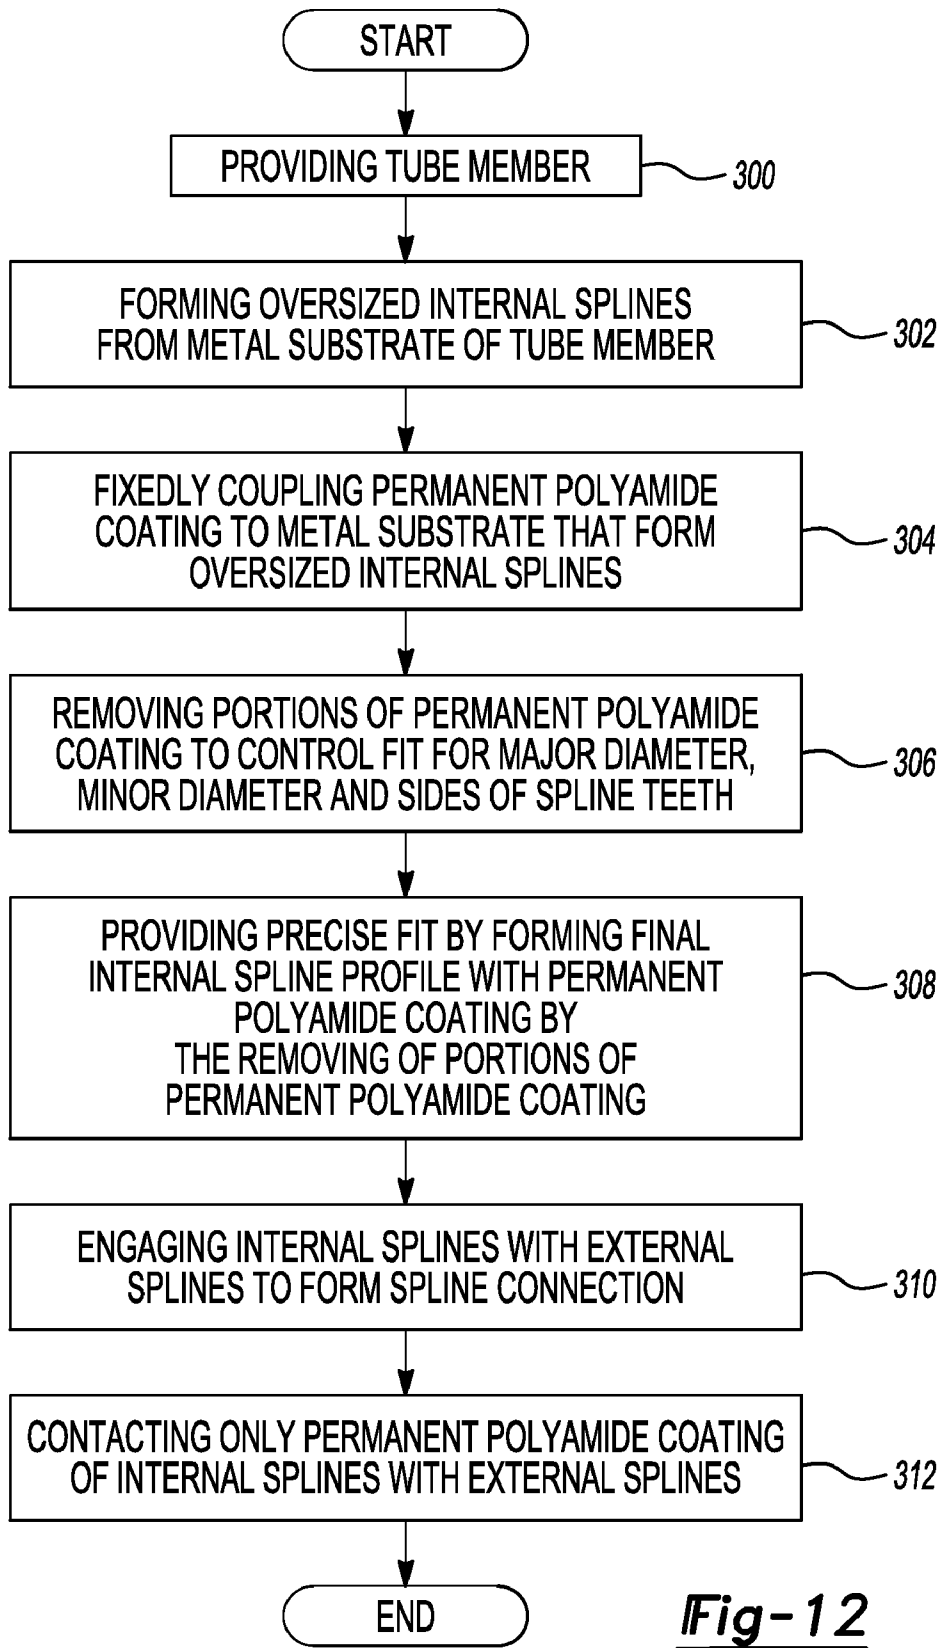 START
PROVIDING TUBE MEMBER
300
FORMING OVERSIZED INTERNAL SPLINES
FROM METAL SUBSTRATE OF TUBE MEMBER
302
FIXEDLY COUPLING PERMANENT POLYAMIDE
COATING TO METAL SUBSTRATE THAT FORM
OVERSIZED INTERNAL SPLINES
304
REMOVING PORTIONS OF PERMANENT POLYAMIDE
COATING TO CONTROL FIT FOR MAJOR DIAMETER,
MINOR DIAMETER AND SIDES OF SPLINE TEETH
306
PROVIDING PRECISE FIT BY FORMING FINAL
INTERNAL SPLINE PROFILE WITH PERMANENT
POLYAMIDE COATING BY
THE REMOVING OF PORTIONS OF
PERMANENT POLYAMIDE COATING
308
ENGAGING INTERNAL SPLINES WITH EXTERNAL
SPLINES TO FORM SPLINE CONNECTION
310
CONTACTING ONLY PERMANENT POLYAMIDE COATING
OF INTERNAL SPLINES WITH EXTERNAL SPLINES
312
END
Fig-12